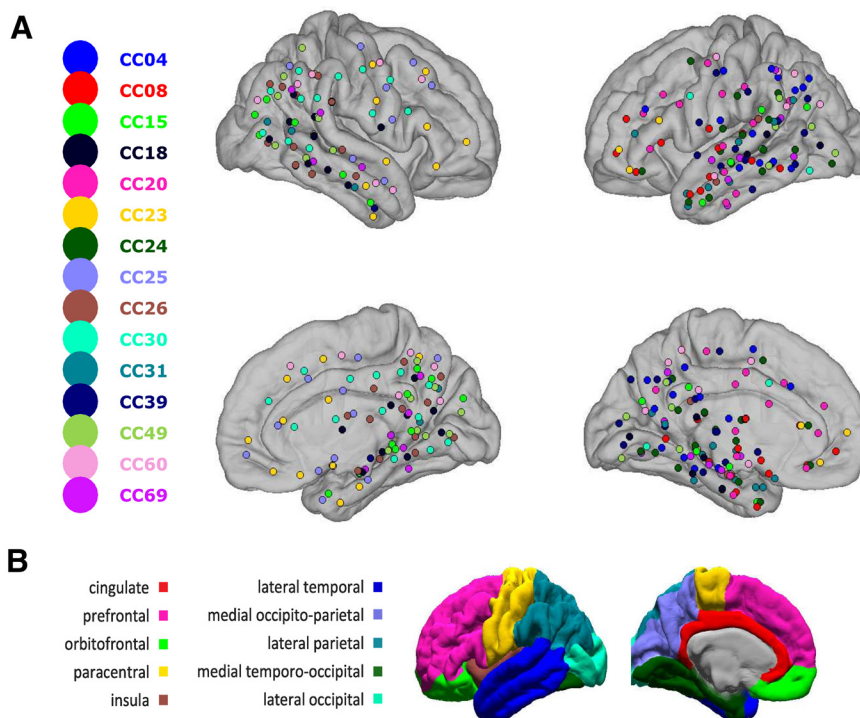 A
CC04
CC08
CC15
CC18
CC20
CC23
CC24
CC25
CC26
CC30
CC31
CC39
CC49
CC60
CC69
B
cingulate
prefrontal
orbitofrontal
paracentral
insula
lateral temporal
medial occipito-parietal
lateral parietal
medial temporo-occipital
lateral occipital